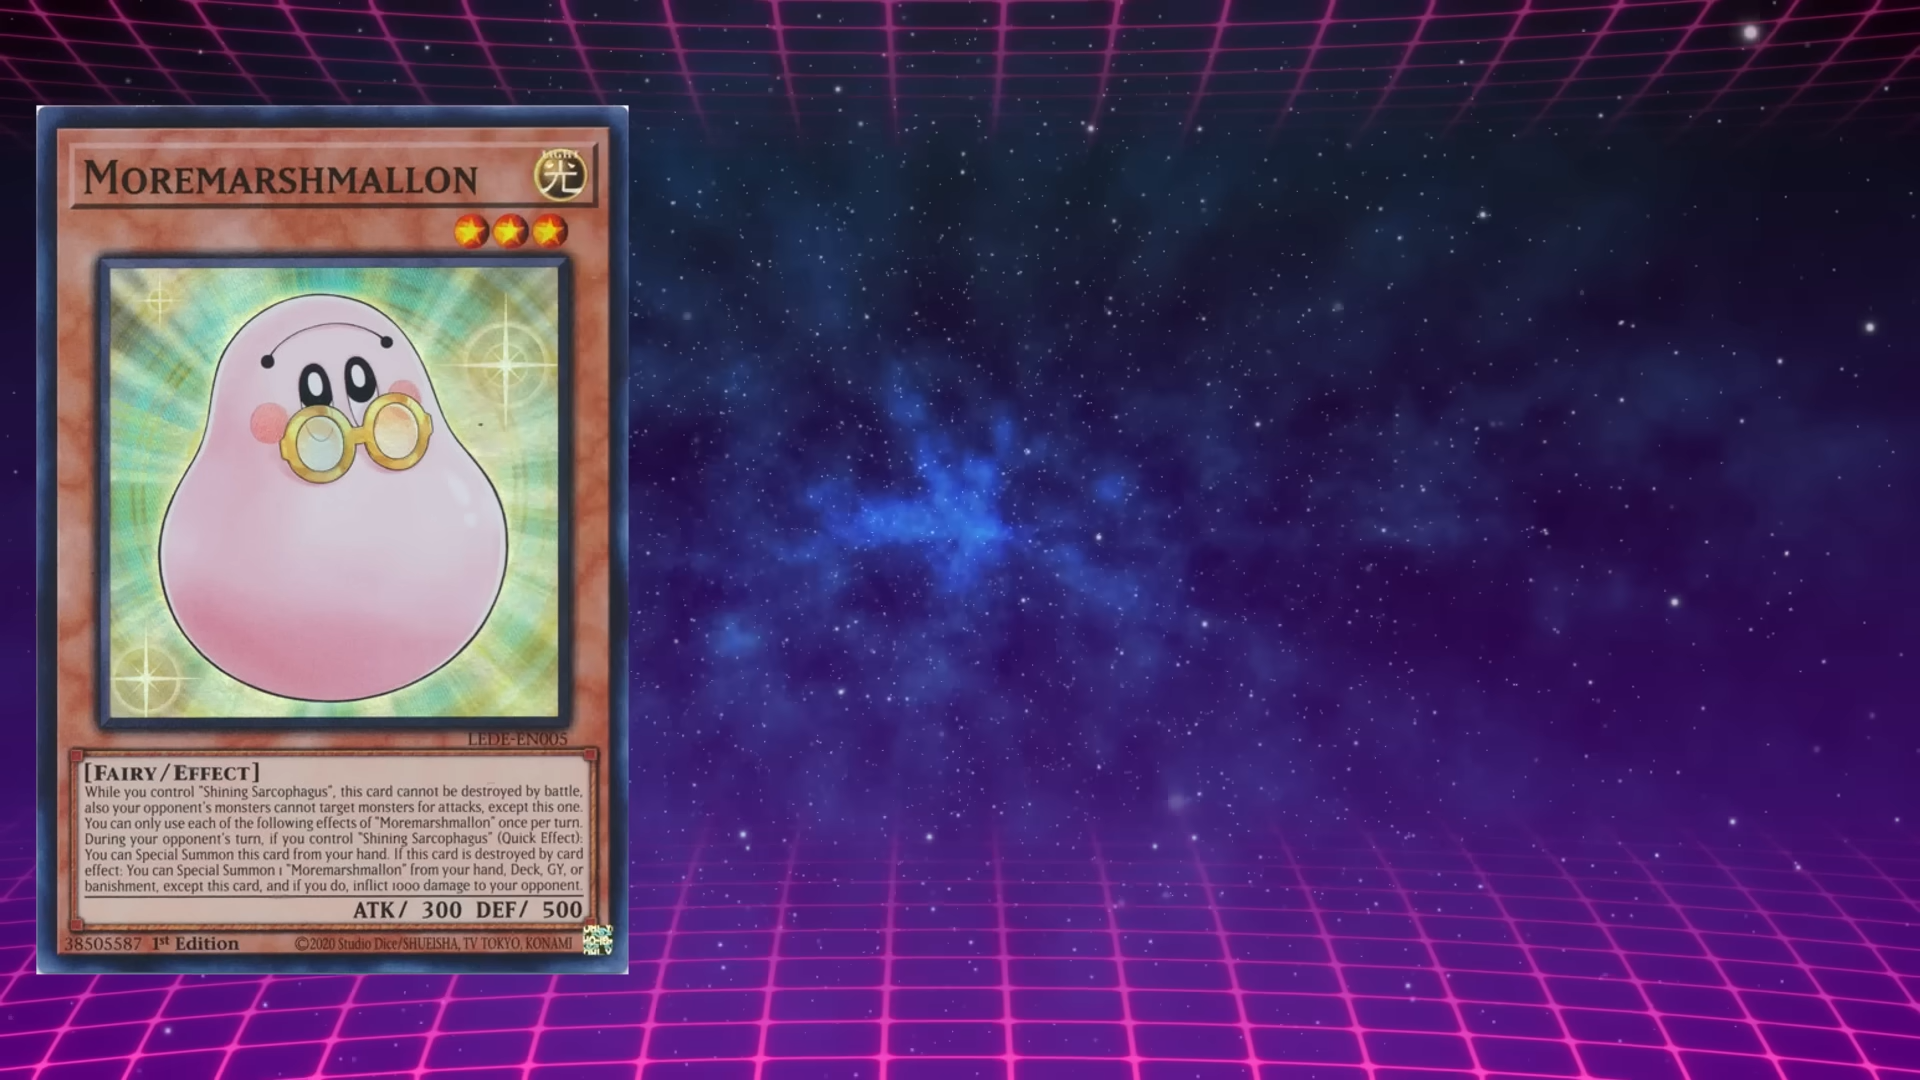 MOREMARSHMALLON
LIGHT
光
LEDE-EN005
[FAIRY/EFFECT]
While you control "Shining Sarcophagus", this card cannot be destroyed by battle,
also your opponent's monsters cannot target monsters for attacks, except this one.
You can only use each of the following effects of "Moremarshmallon" once per turn.
During your opponent's turn, if you control "Shining Sarcophagus" (Quick Effect):
You can Special Summon this card from your hand. If this card is destroyed by card
effect: You can Special Summon 1 "Moremarshmallon" from your hand, Deck, GY, or
banishment, except this card, and if you do, inflict 1000 damage to your opponent.
ATK/ 300 DEF/ 500
38505587 1st Edition ©2020 Studio Dice/SHUEISHA, TV TOKYO, KONAMI